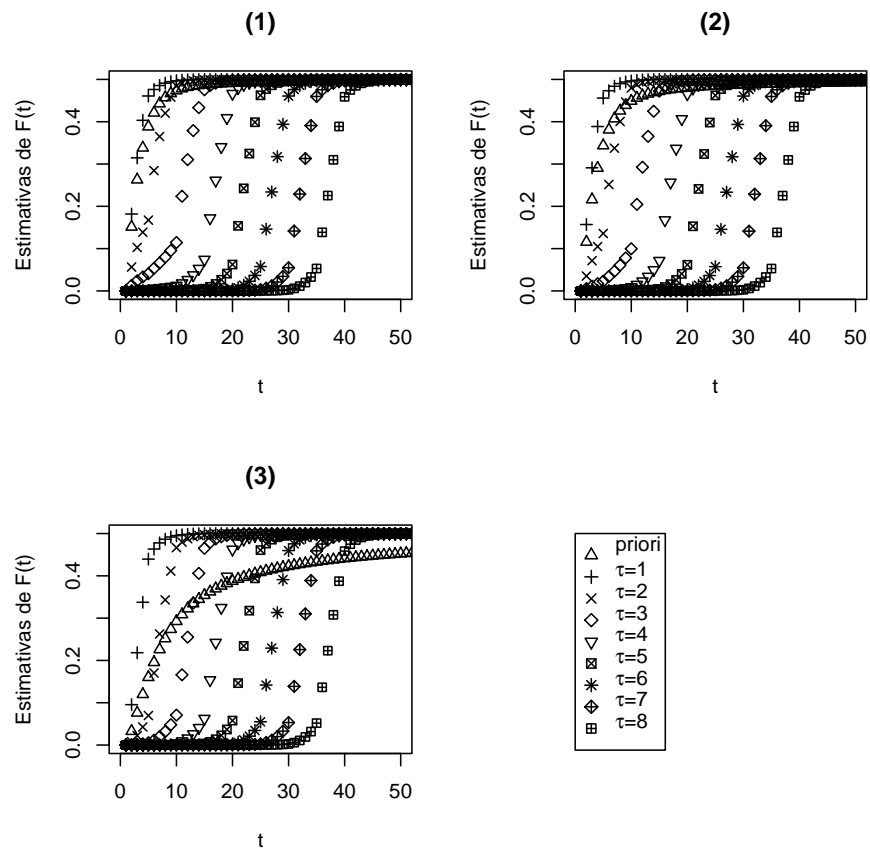 (1)
Estimativas de F(t)
0.0 0.2 0.4
0 10 20 30 40 50
t
(2)
Estimativas de F(t)
0.0 0.2 0.4
0 10 20 30 40 50
t
(3)
Estimativas de F(t)
0.0 0.2 0.4
0 10 20 30 40 50
t
priori
τ=1
τ=2
τ=3
τ=4
τ=5
τ=6
τ=7
τ=8